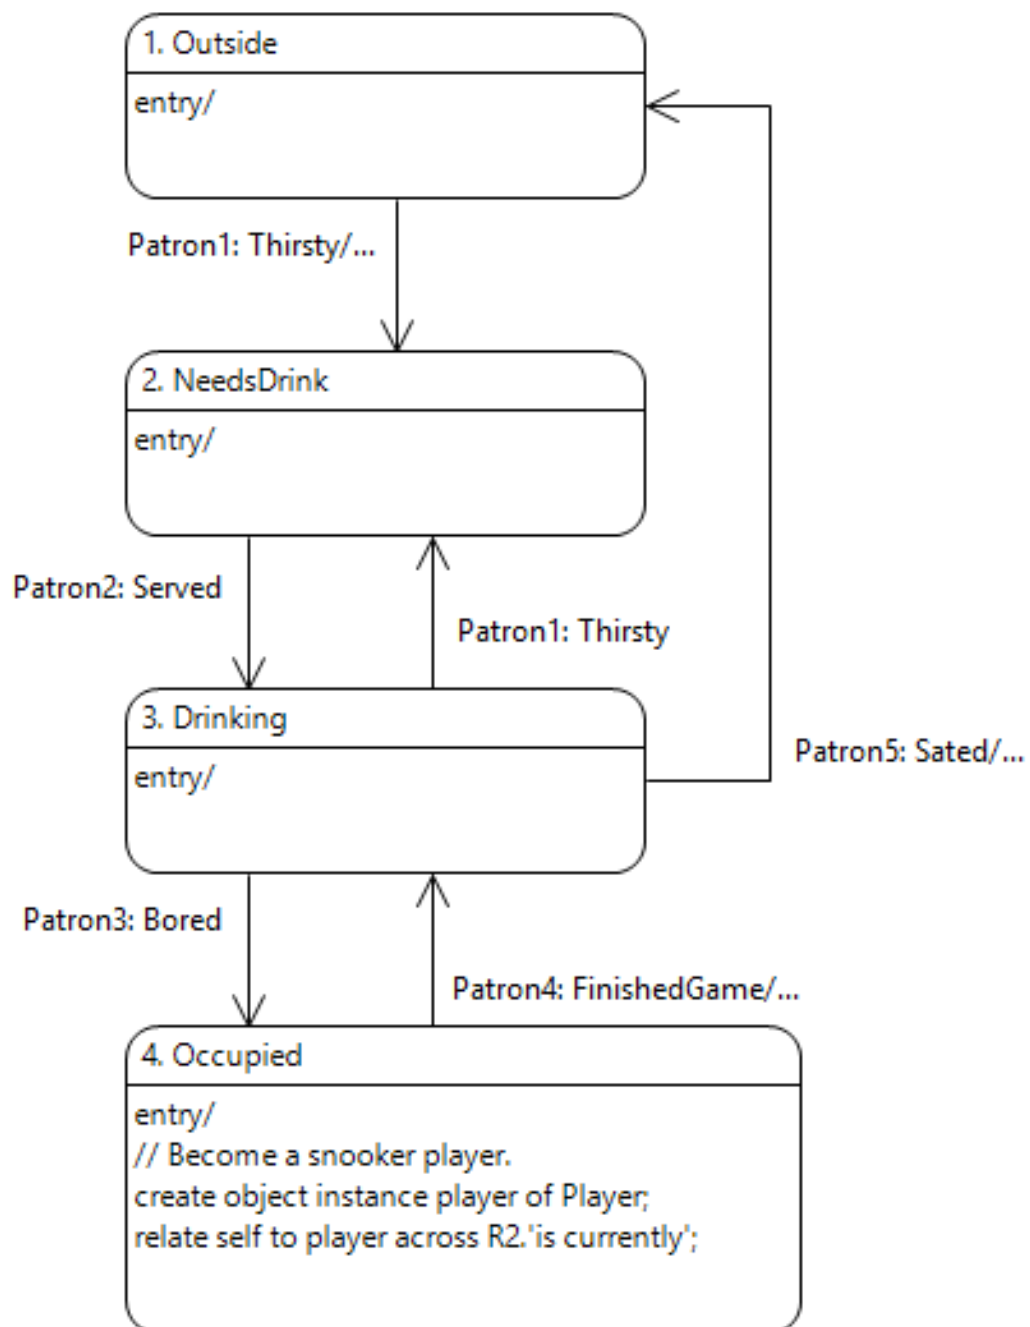 1. Outside
entry/
Patron1: Thirsty/...
2. NeedsDrink
entry/
Patron2: Served
Patron1: Thirsty
3. Drinking
entry/
Patron5: Sated/...
Patron3: Bored
Patron4: FinishedGame/...
4. Occupied
entry/
// Become a snooker player.
create object instance player of Player;
relate self to player across R2.'is currently';